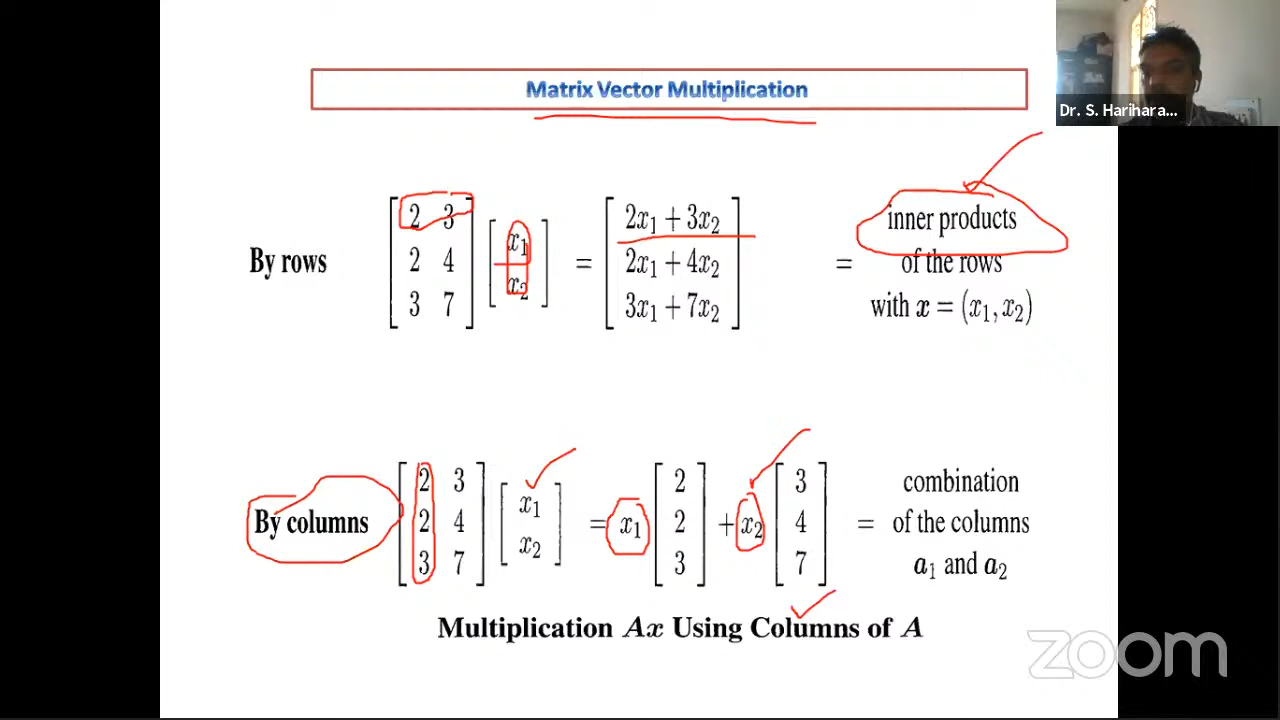 Matrix Vector Multiplication
Dr. S. Harihara...
By rows
[ 2 3 ; 2 4 ; 3 7 ] [ x₁ ; x₂ ] = [ 2x₁ + 3x₂ ; 2x₁ + 4x₂ ; 3x₁ + 7x₂ ] =
inner products
of the rows
with x = (x₁, x₂)
By columns
[ 2 3 ; 2 4 ; 3 7 ] [ x₁ ; x₂ ] = x₁ [ 2 ; 2 ; 3 ] + x₂ [ 3 ; 4 ; 7 ] =
combination
of the columns
a₁ and a₂
Multiplication Ax Using Columns of A
zoom